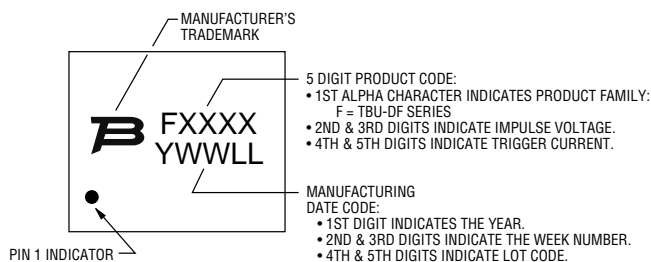 MANUFACTURER'S
TRADEMARK
5 DIGIT PRODUCT CODE:
• 1ST ALPHA CHARACTER INDICATES PRODUCT FAMILY:
F = TBU-DF SERIES
• 2ND & 3RD DIGITS INDICATE IMPULSE VOLTAGE.
• 4TH & 5TH DIGITS INDICATE TRIGGER CURRENT.
FXXXX
YWWLL
MANUFACTURING
DATE CODE:
• 1ST DIGIT INDICATES THE YEAR.
• 2ND & 3RD DIGITS INDICATE THE WEEK NUMBER.
• 4TH & 5TH DIGITS INDICATE LOT CODE.
PIN 1 INDICATOR